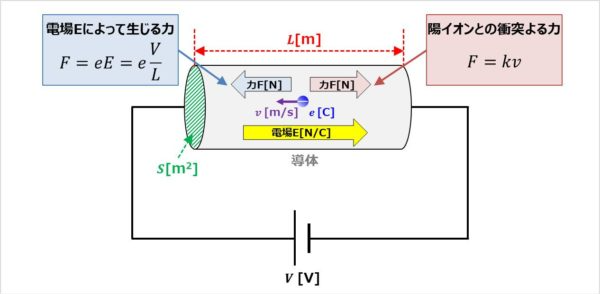 電場Eによって生じる力
F = eE = e V/L
L[m]
陽イオンとの衝突よる力
F = kv
力F[N]
力F[N]
v[m/s]
e[C]
電場E[N/C]
導体
S[m²]
V [V]